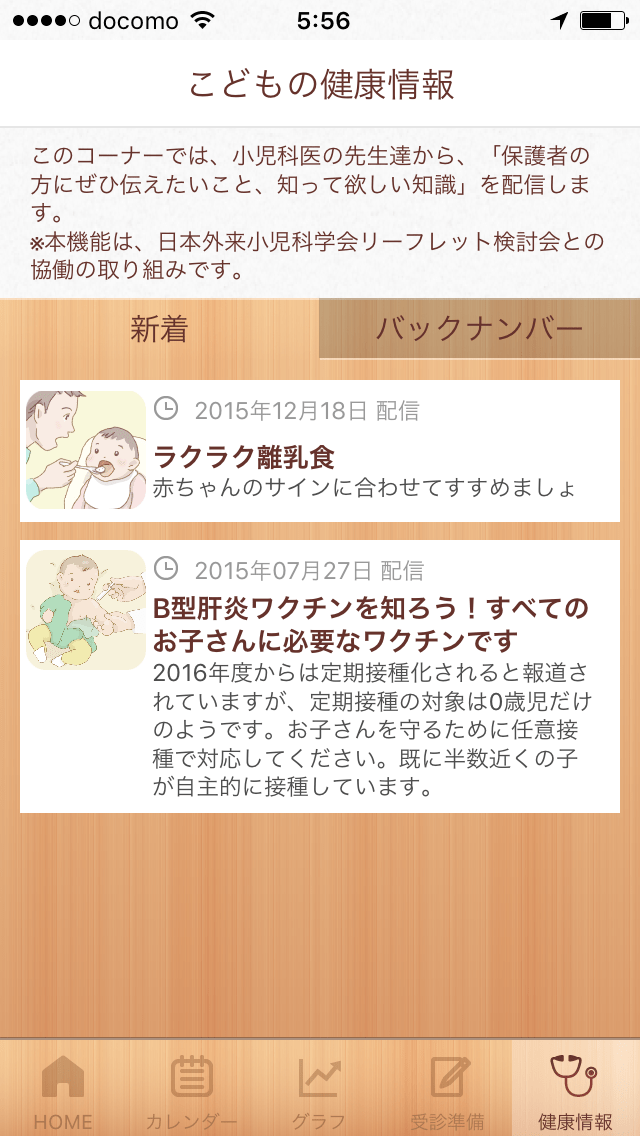 docomo 5:56
こどもの健康情報
このコーナーでは、小児科医の先生達から、「保護者の
方にぜひ伝えたいこと、知って欲しい知識」を配信しま
す。
※本機能は、日本外来小児科学会リーフレット検討会との
協働の取り組みです。
新着 バックナンバー
2015年12月18日 配信
ラクラク離乳食
赤ちゃんのサインに合わせてすすめましょ
2015年07月27日 配信
B型肝炎ワクチンを知ろう！すべての
お子さんに必要なワクチンです
2016年度からは定期接種化されると報道さ
れていますが、定期接種の対象は0歳児だけ
のようです。お子さんを守るために任意接
種で対応してください。既に半数近くの子
が自主的に接種しています。
HOME カレンダー グラフ 受診準備 健康情報